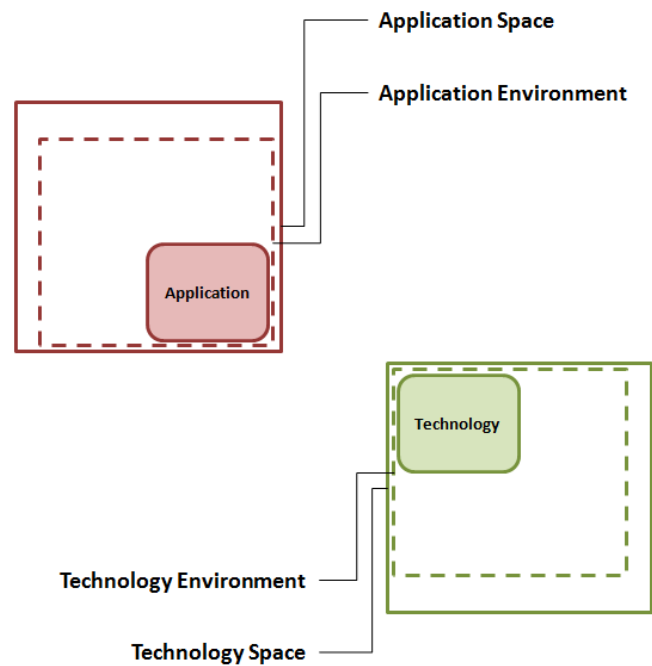 Application Space
Application Environment
Application
Technology
Technology Environment
Technology Space